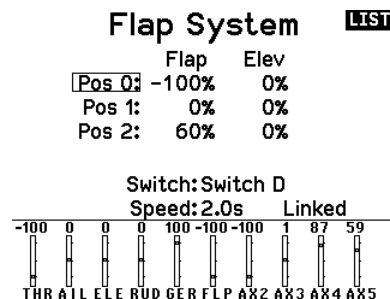 Flap System LIST
Flap Elev
Pos 0: -100% 0%
Pos 1: 0% 0%
Pos 2: 60% 0%
Switch: Switch D
Speed: 2.0s Linked
-100 0 0 0 100 -100 -100 1 87 59
THR AIL ELE RUD GER FLP AX2 AX3 AX4 AX5